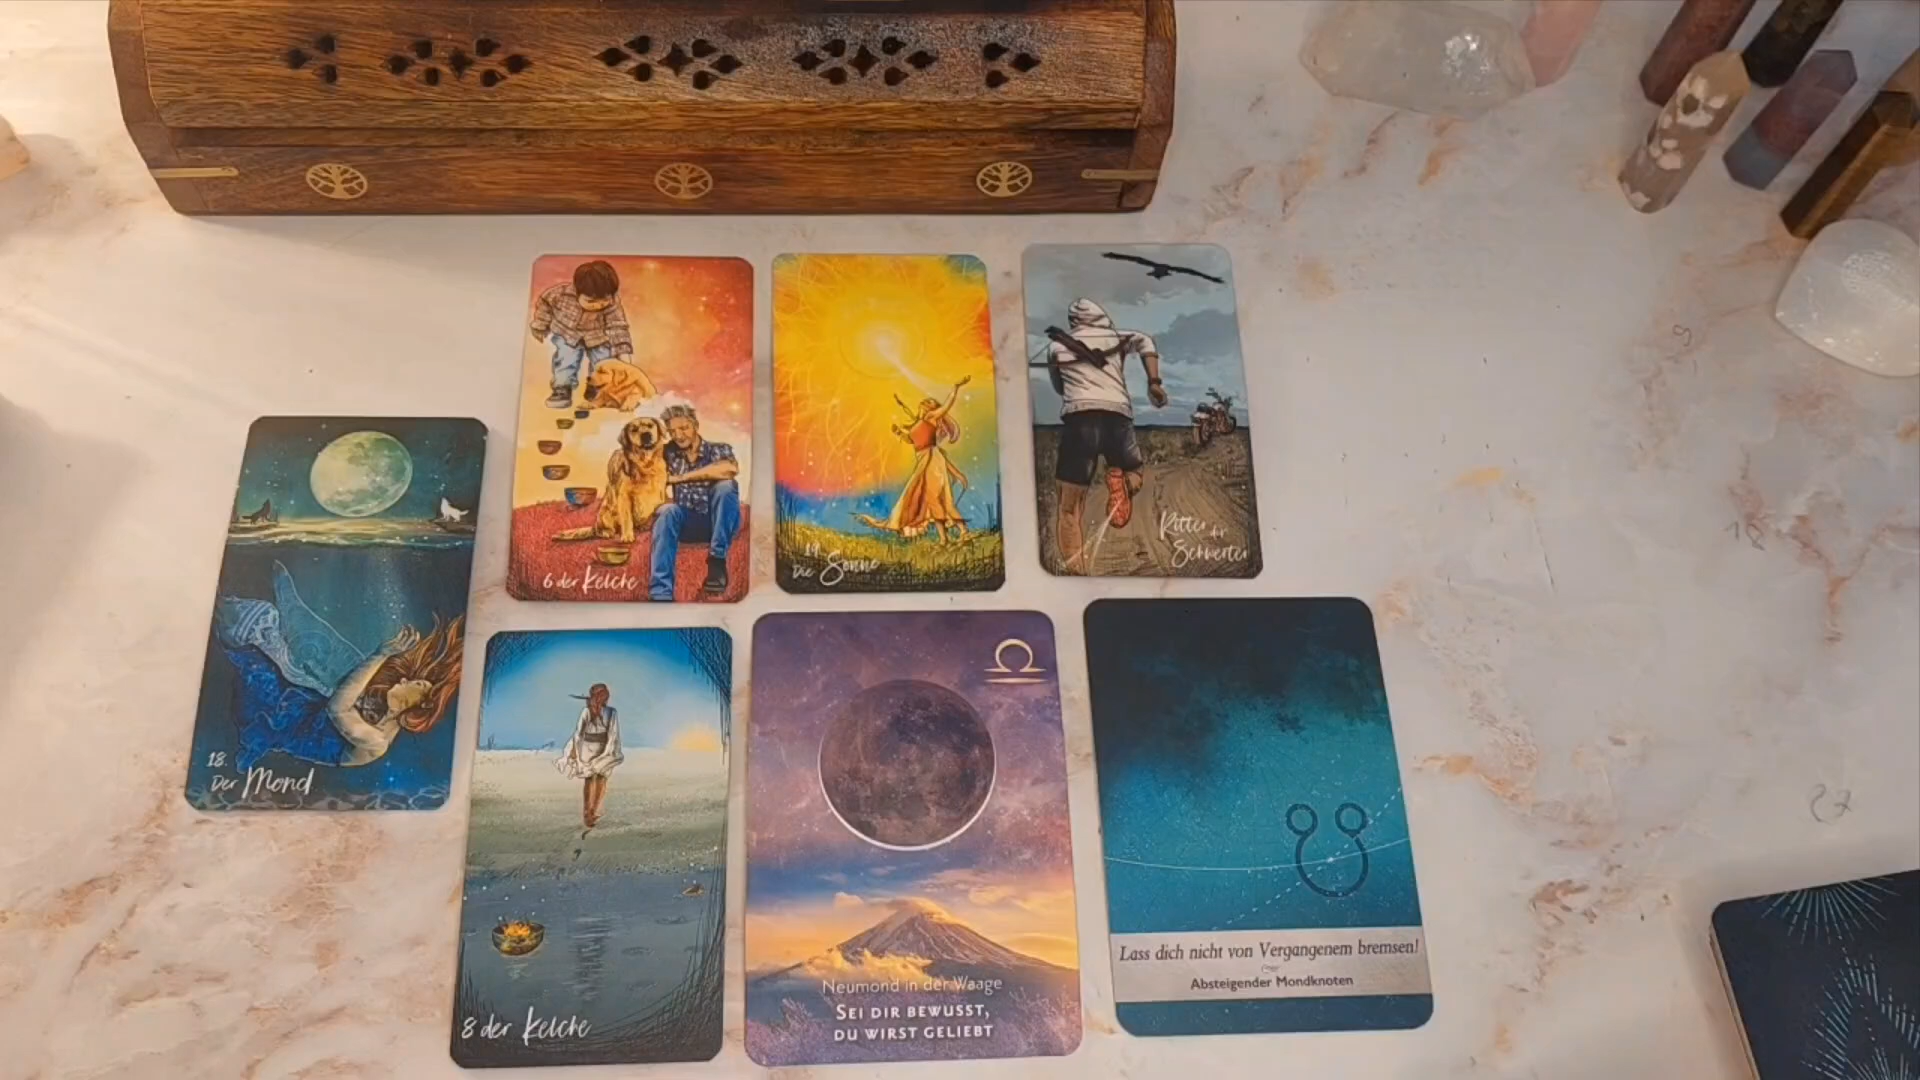 6 der Kelche
19.
Die Sonne
Ritter der
Schwerter
18.
Der Mond
8 der Kelche
Neumond in der Waage
SEI DIR BEWUSST,
DU WIRST GELIEBT
Lass dich nicht von Vergangenem bremsen!
Absteigender Mondknoten